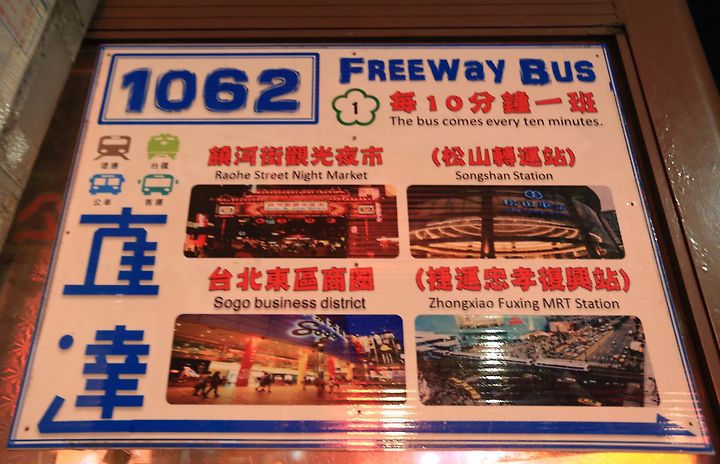 1062
FREEWAY BUS
1
每10分鐘一班
The bus comes every ten minutes.
捷運
台鐵
公車
客運
直達
饒河街觀光夜市
Raohe Street Night Market
(松山轉運站)
Songshan Station
台北東區商圈
Sogo business district
(捷運忠孝復興站)
Zhongxiao Fuxing MRT Station
Sogo